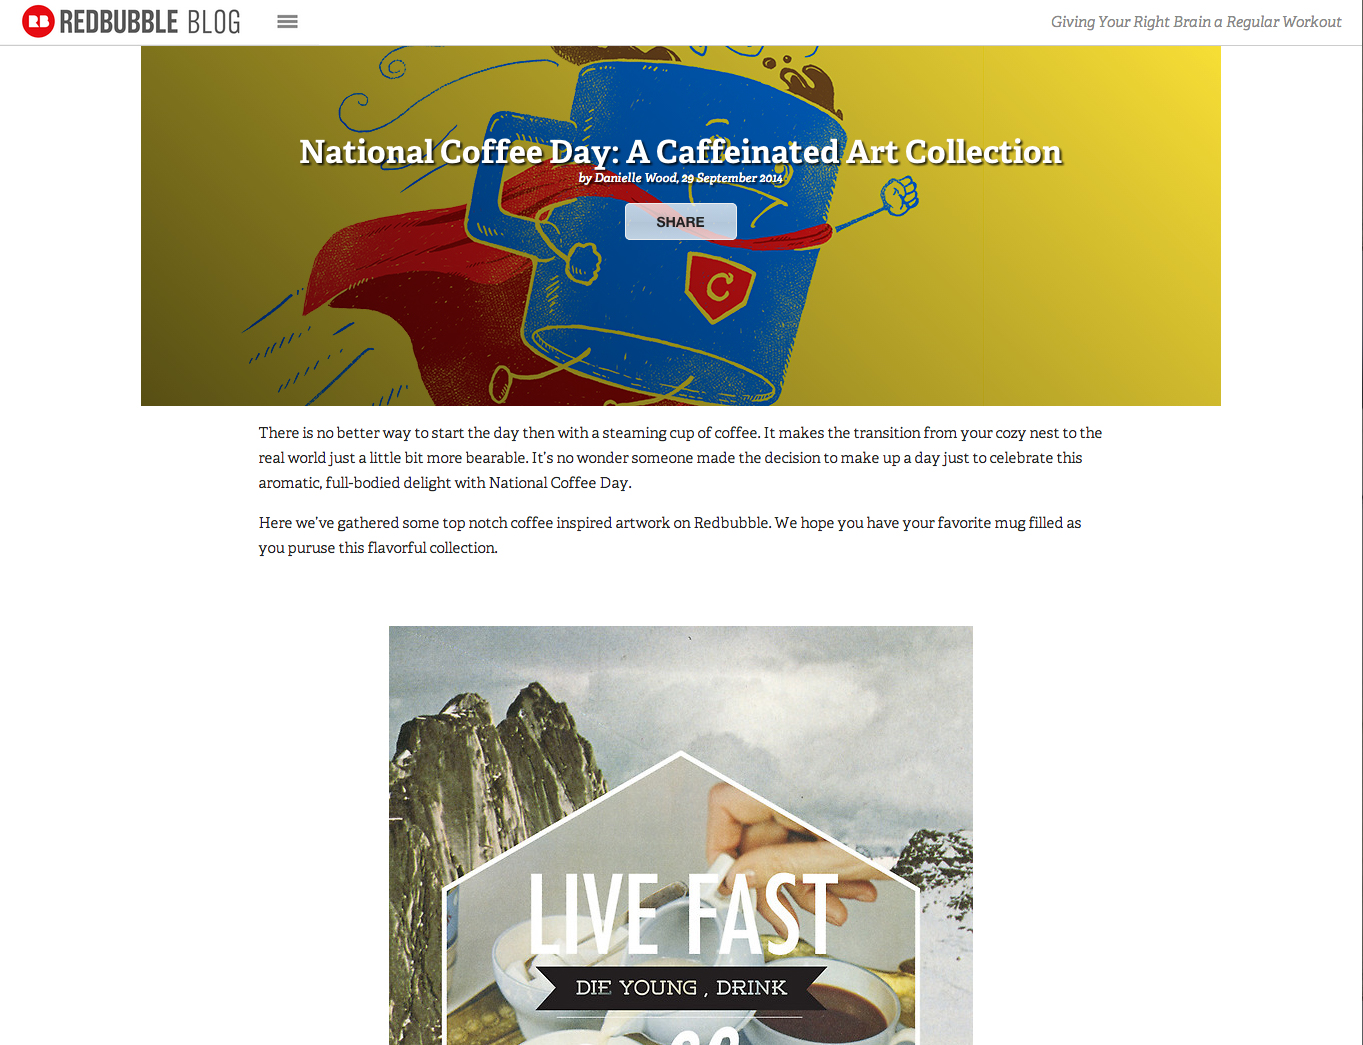 RB REDBUBBLE BLOG
Giving Your Right Brain a Regular Workout
National Coffee Day: A Caffeinated Art Collection
by Danielle Wood, 29 September 2014
SHARE
C
There is no better way to start the day then with a steaming cup of coffee. It makes the transition from your cozy nest to the
real world just a little bit more bearable. It's no wonder someone made the decision to make up a day just to celebrate this
aromatic, full-bodied delight with National Coffee Day.
Here we've gathered some top notch coffee inspired artwork on Redbubble. We hope you have your favorite mug filled as
you puruse this flavorful collection.
LIVE FAST
DIE YOUNG , DRINK